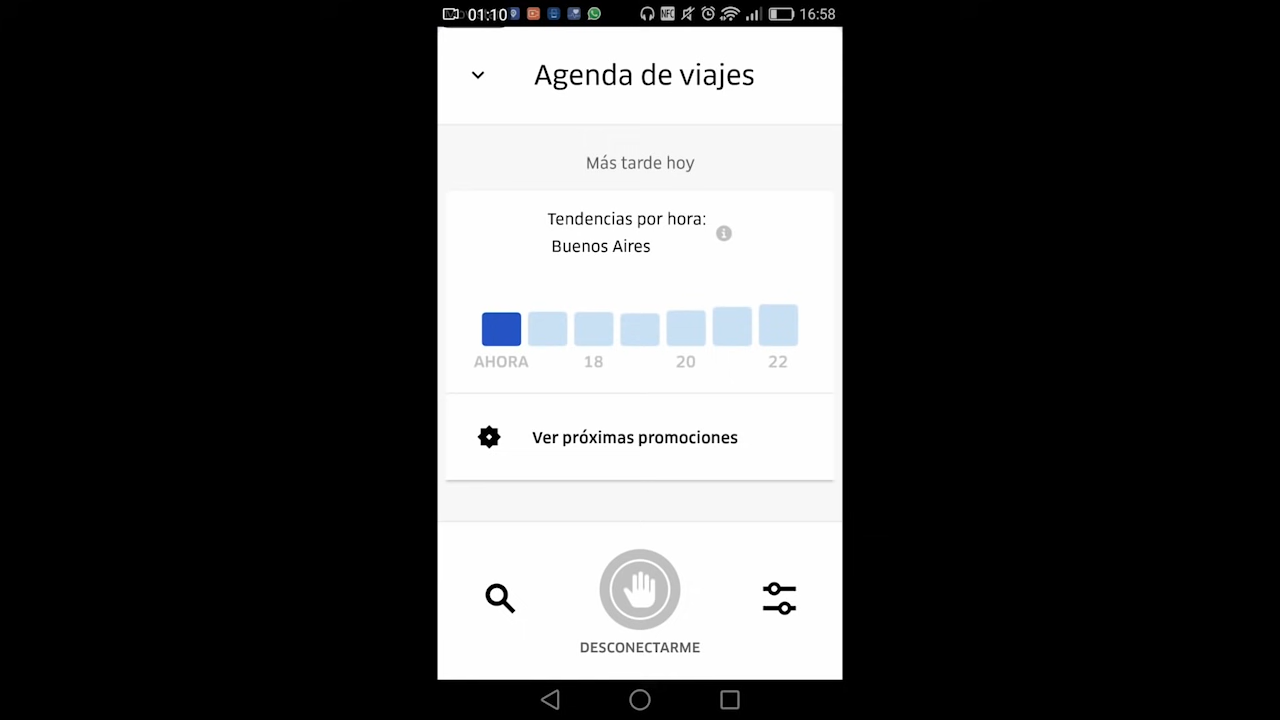 01:10 NFC 16:58
Agenda de viajes
Más tarde hoy
Tendencias por hora:
Buenos Aires
AHORA 18 20 22
Ver próximas promociones
DESCONECTARME